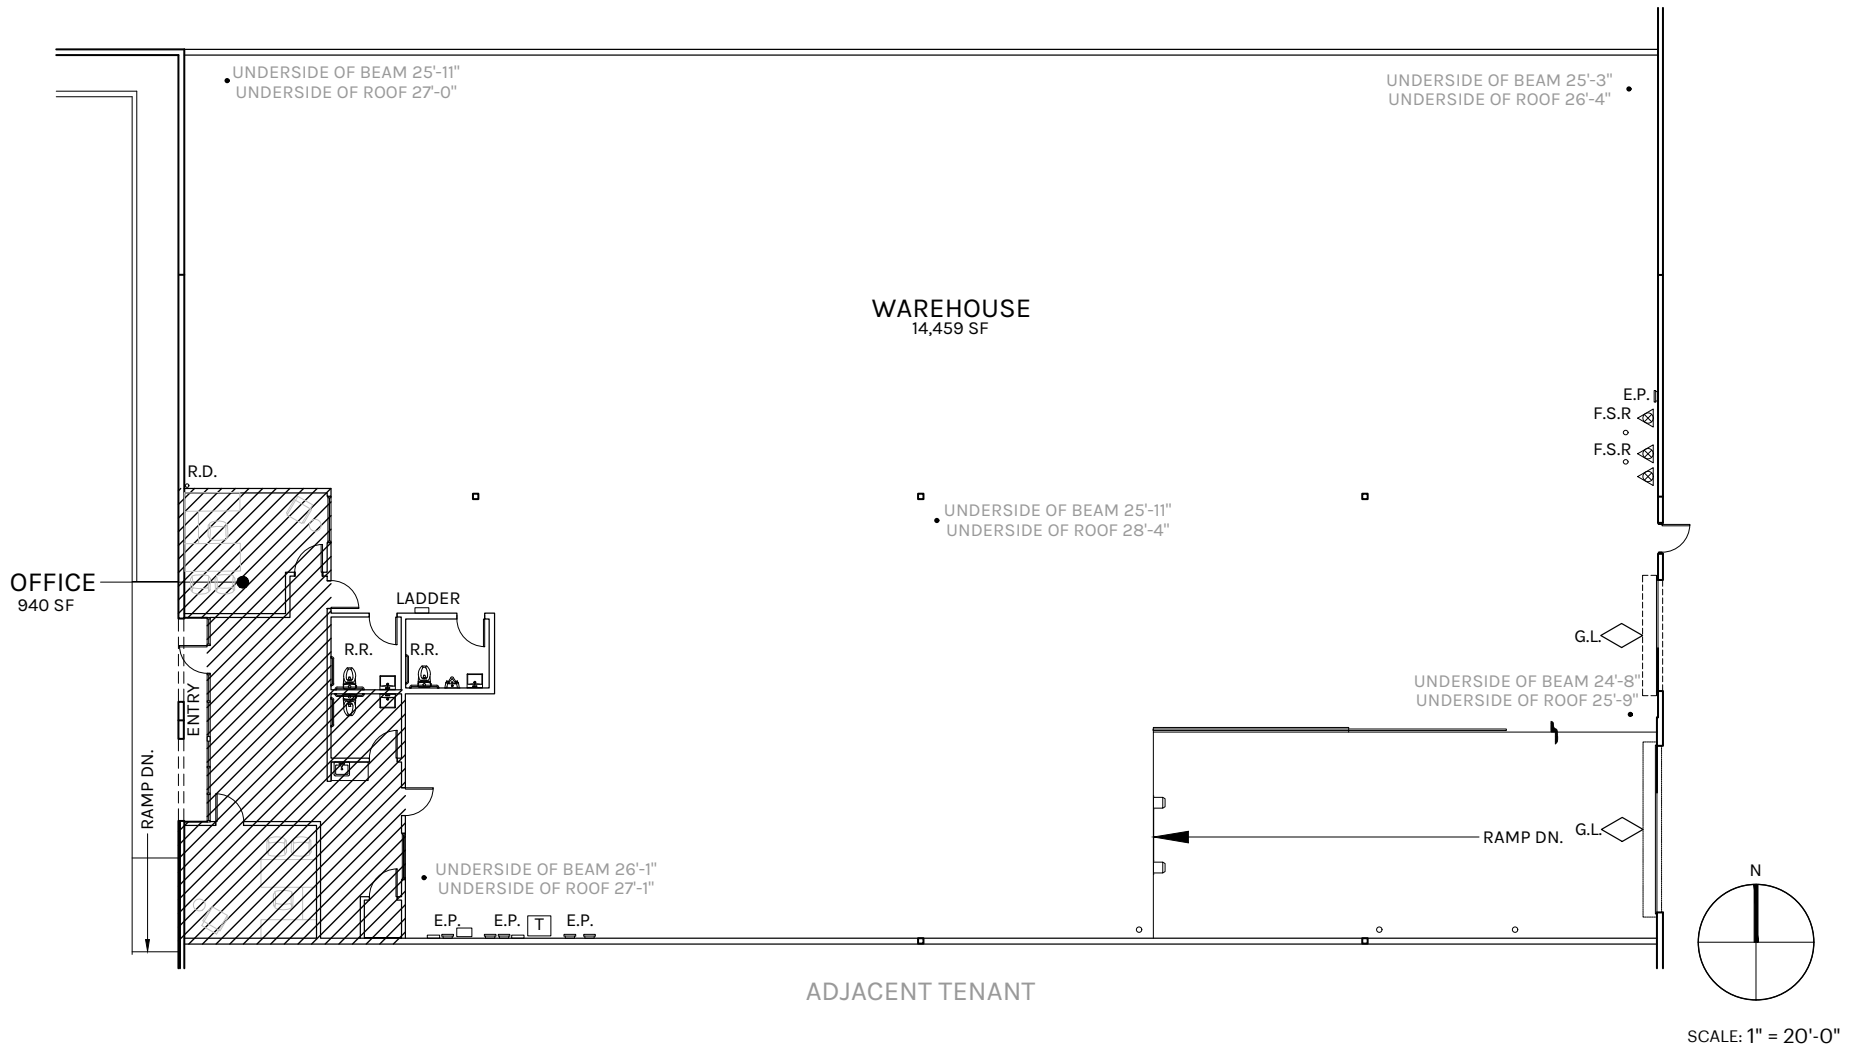 UNDERSIDE OF BEAM 25'-11"
UNDERSIDE OF ROOF 27'-0"
UNDERSIDE OF BEAM 25'-3"
UNDERSIDE OF ROOF 26'-4"
WAREHOUSE
14,459 SF
E.P.
F.S.R
F.S.R
R.D.
UNDERSIDE OF BEAM 25'-11"
UNDERSIDE OF ROOF 28'-4"
OFFICE
940 SF
LADDER
R.R.
R.R.
G.L.
UNDERSIDE OF BEAM 24'-8"
UNDERSIDE OF ROOF 25'-9"
ENTRY
RAMP DN.
RAMP DN.
G.L.
UNDERSIDE OF BEAM 26'-1"
UNDERSIDE OF ROOF 27'-1"
E.P.
E.P.
T
E.P.
N
ADJACENT TENANT
SCALE: 1" = 20'-0"